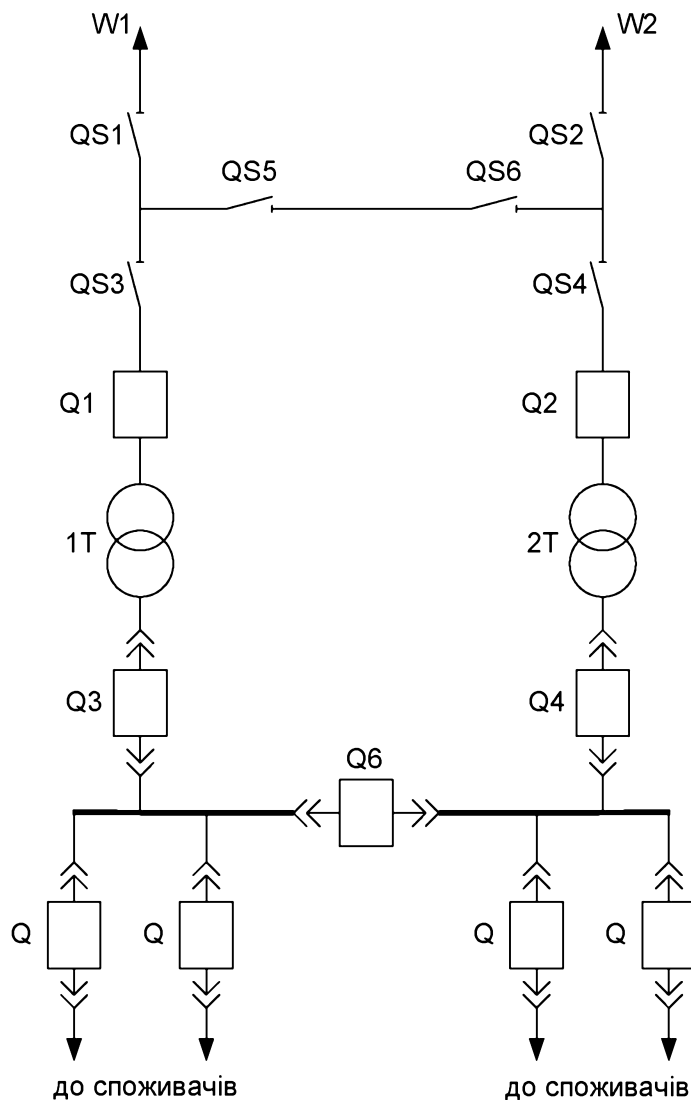 W1
W2
QS1
QS2
QS5
QS6
QS3
QS4
Q1
Q2
1T
2T
Q3
Q4
Q6
Q
Q
Q
Q
до споживачів
до споживачів